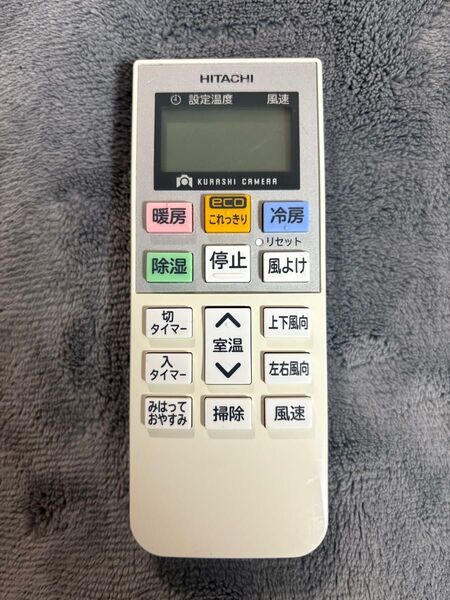 HITACHI
設定温度 風速
KURASHI CAMERA
暖房
eco
これっきり
冷房
リセット
除湿
停止
風よけ
切
タイマー
室温
上下風向
入
タイマー
左右風向
みはって
おやすみ
掃除
風速